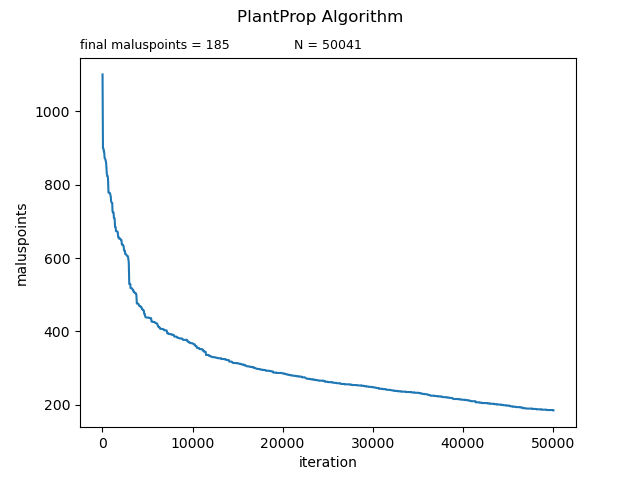 PlantProp Algorithm
final maluspoints = 185 N = 50041
1000
800
600
400
200
maluspoints
0 10000 20000 30000 40000 50000
iteration